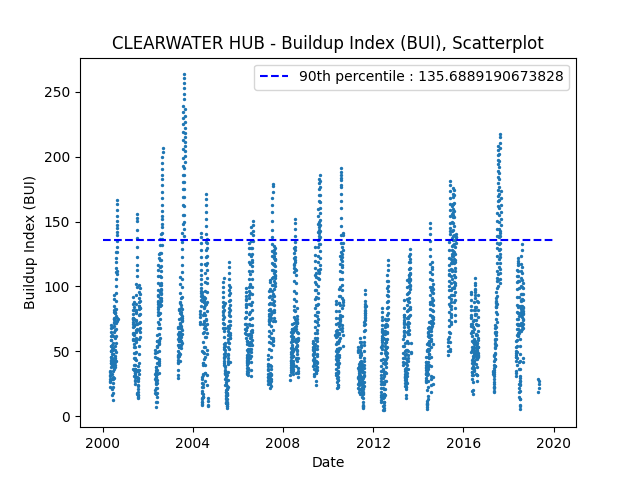 CLEARWATER HUB - Buildup Index (BUI), Scatterplot
90th percentile : 135.6889190673828
Buildup Index (BUI)
250
200
150
100
50
0
2000 2004 2008 2012 2016 2020
Date